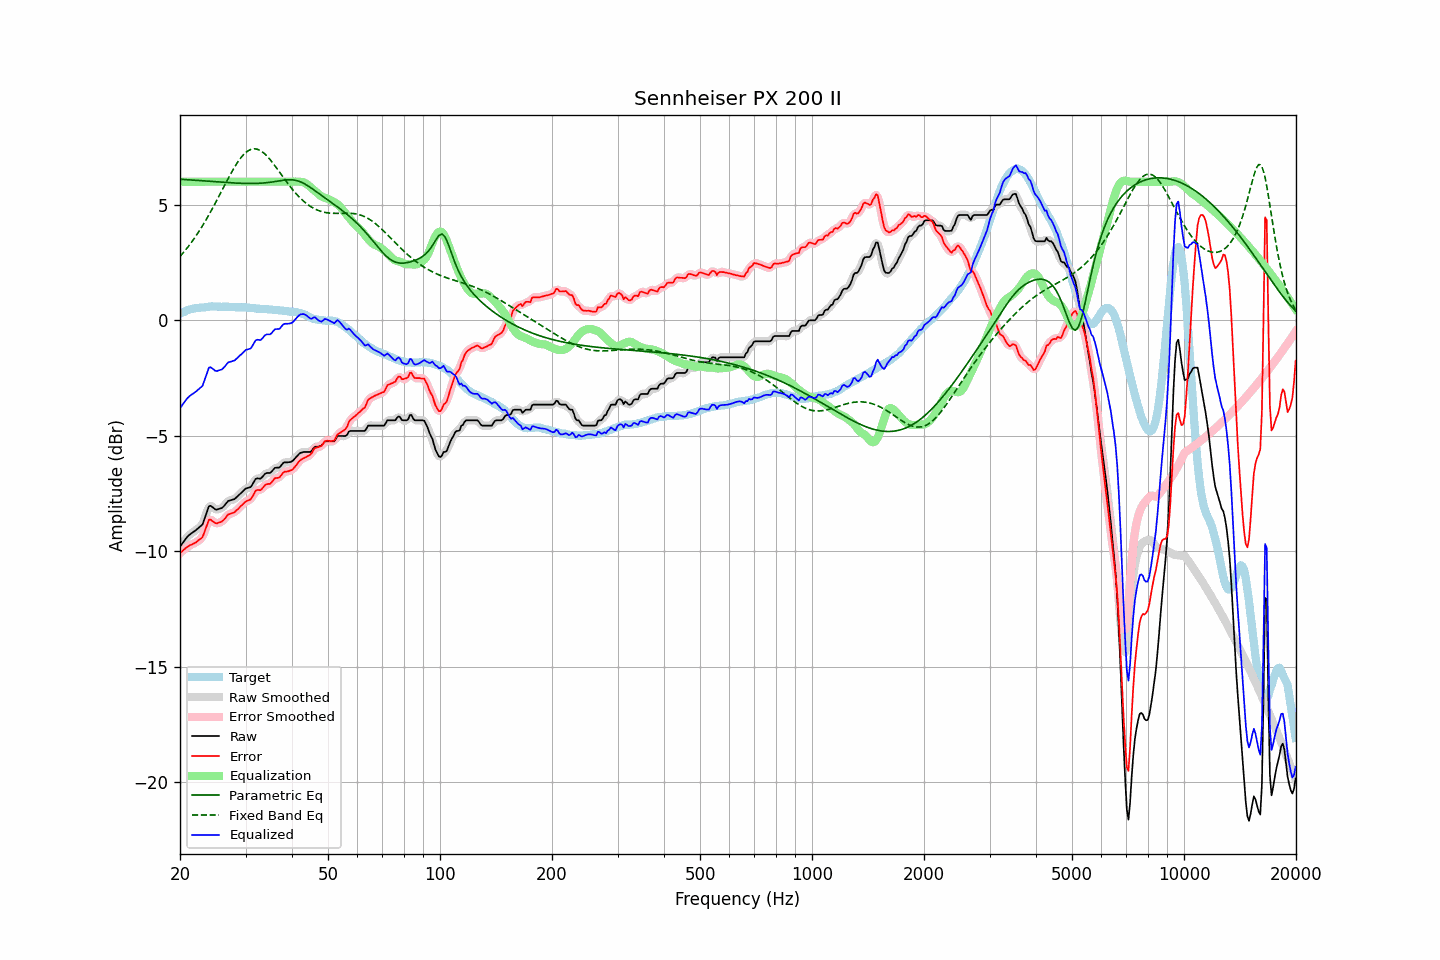 Sennheiser PX 200 II
Amplitude (dBr)
5
0
−5
−10
−15
−20
Target
Raw Smoothed
Error Smoothed
Raw
Error
Equalization
Parametric Eq
Fixed Band Eq
Equalized
20 50 100 200 500 1000 2000 5000 10000 20000
Frequency (Hz)